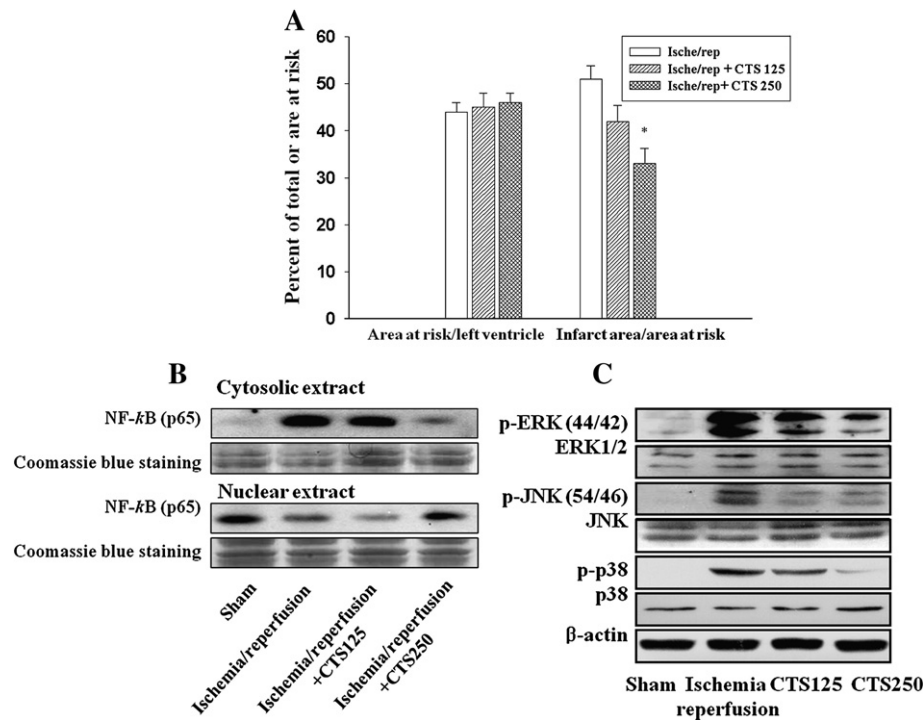 A
60
50
40
30
20
10
0
Percent of total or are at risk
Ische/rep
Ische/rep + CTS 125
Ische/rep+ CTS 250
*
Area at risk/left ventricle
Infarct area/area at risk
B
Cytosolic extract
NF-kB (p65)
Coomassie blue staining
Nuclear extract
NF-kB (p65)
Coomassie blue staining
Sham
Ischemia/reperfusion
Ischemia/reperfusion
+CTS125
Ischemia/reperfusion
+CTS250
C
p-ERK (44/42)
ERK1/2
p-JNK (54/46)
JNK
p-p38
p38
β-actin
Sham Ischemia CTS125 CTS250
reperfusion